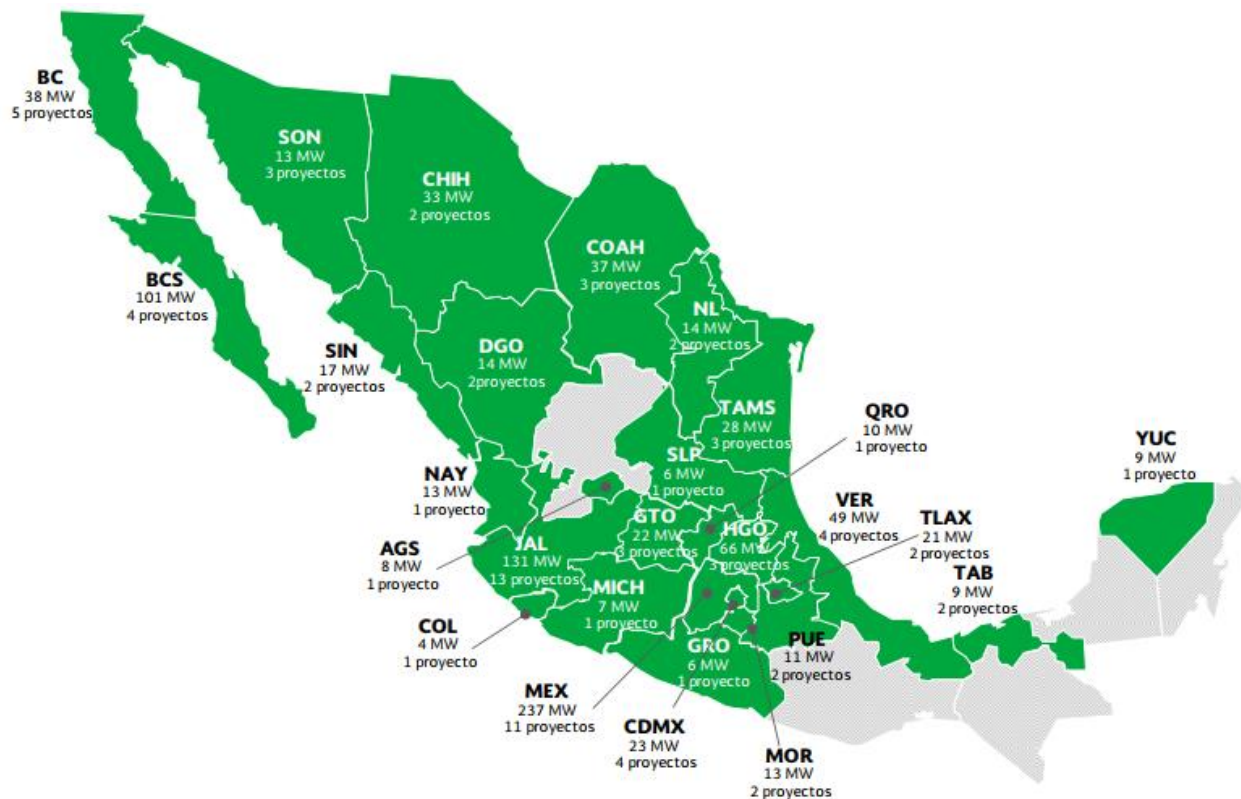 BC
38 MW
5 proyectos
SON
13 MW
3 proyectos
CHIH
33 MW
2 proyectos
COAH
37 MW
3 proyectos
BCS
101 MW
4 proyectos
NL
14 MW
2 proyectos
SIN
17 MW
2 proyectos
DGO
14 MW
2proyectos
TAMS
28 MW
3 proyectos
QRO
10 MW
1 proyecto
YUC
9 MW
1 proyecto
NAY
13 MW
1 proyecto
SLP
6 MW
1 proyecto
VER
49 MW
4 proyectos
TLAX
21 MW
2 proyectos
AGS
8 MW
1 proyecto
JAL
131 MW
13 proyectos
GTO
22 MW
3 proyectos
HGO
66 MW
3 proyectos
TAB
9 MW
2 proyectos
MICH
7 MW
1 proyecto
COL
4 MW
1 proyecto
GRO
6 MW
1 proyecto
PUE
11 MW
2 proyectos
MEX
237 MW
11 proyectos
CDMX
23 MW
4 proyectos
MOR
13 MW
2 proyectos